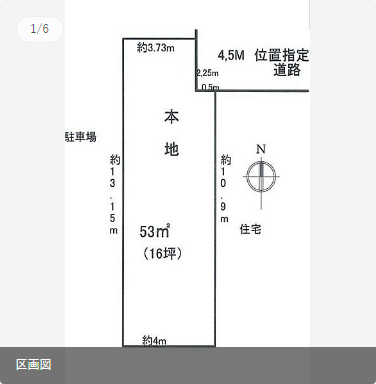 1/6
約3.73m
4,5M 位置指定
道路
2,25m
0,5m
本
地
駐車場
約13.15m
約10.9m
N
住宅
53㎡
（16坪）
約4m
区画図